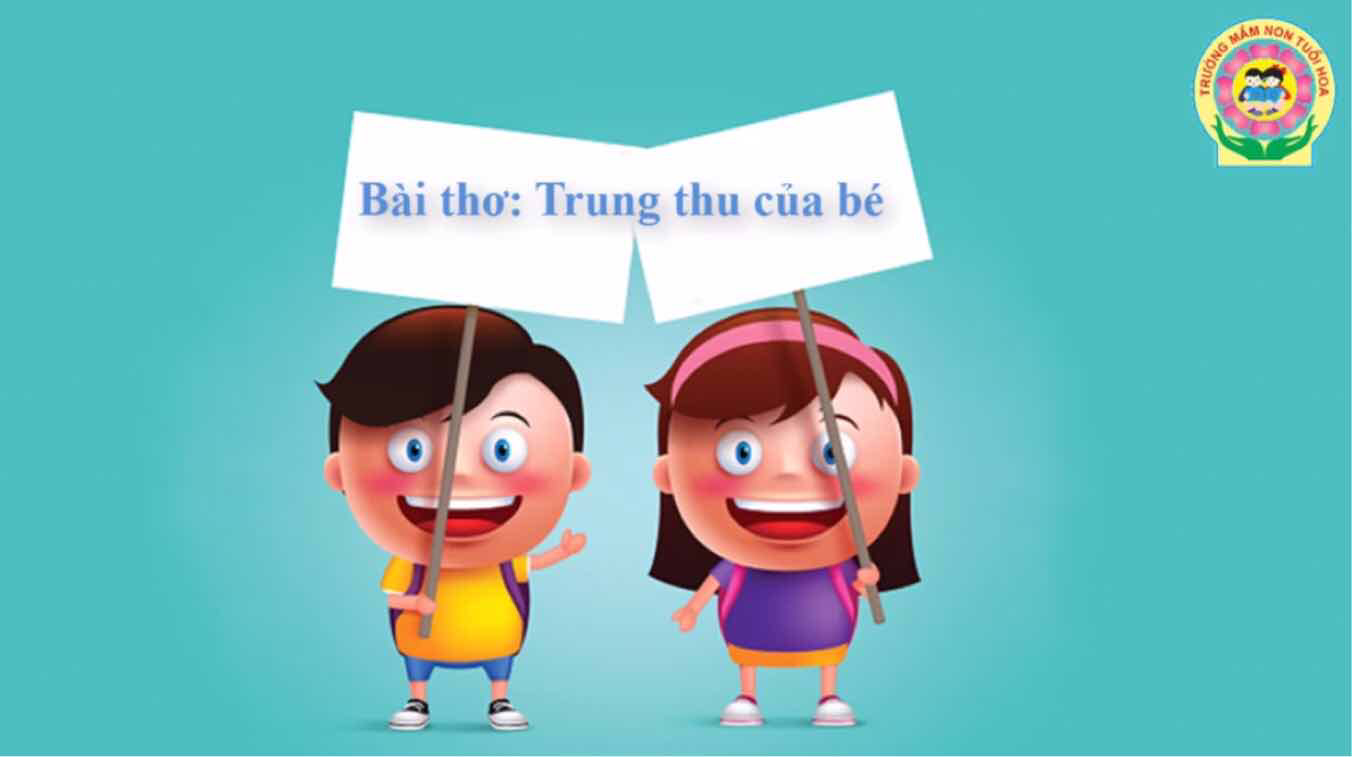 Bài thơ: Trung thu của bé
TRƯỜNG MẦM NON TUỔI HOA